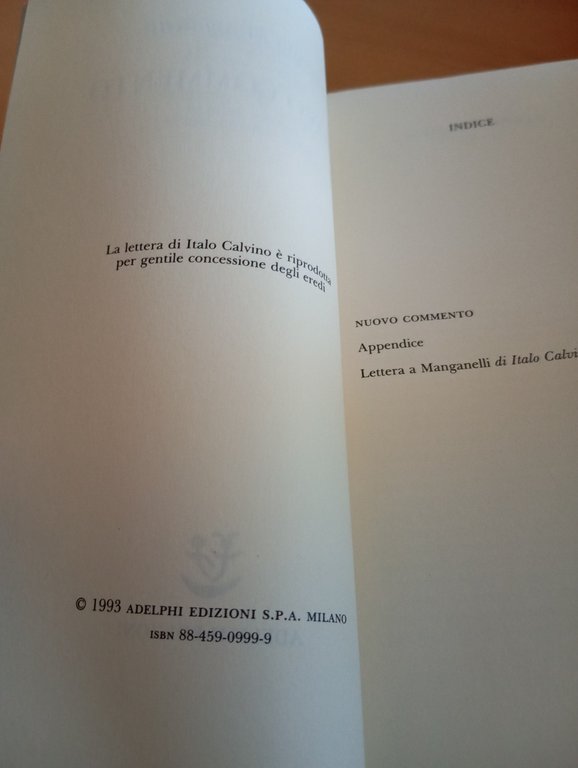 La lettera di Italo Calvino è riprodotta
per gentile concessione degli eredi
© 1993 ADELPHI EDIZIONI S.P.A. MILANO
ISBN 88-459-0999-9
INDICE
NUOVO COMMENTO
Appendice
Lettera a Manganelli di Italo Calvi